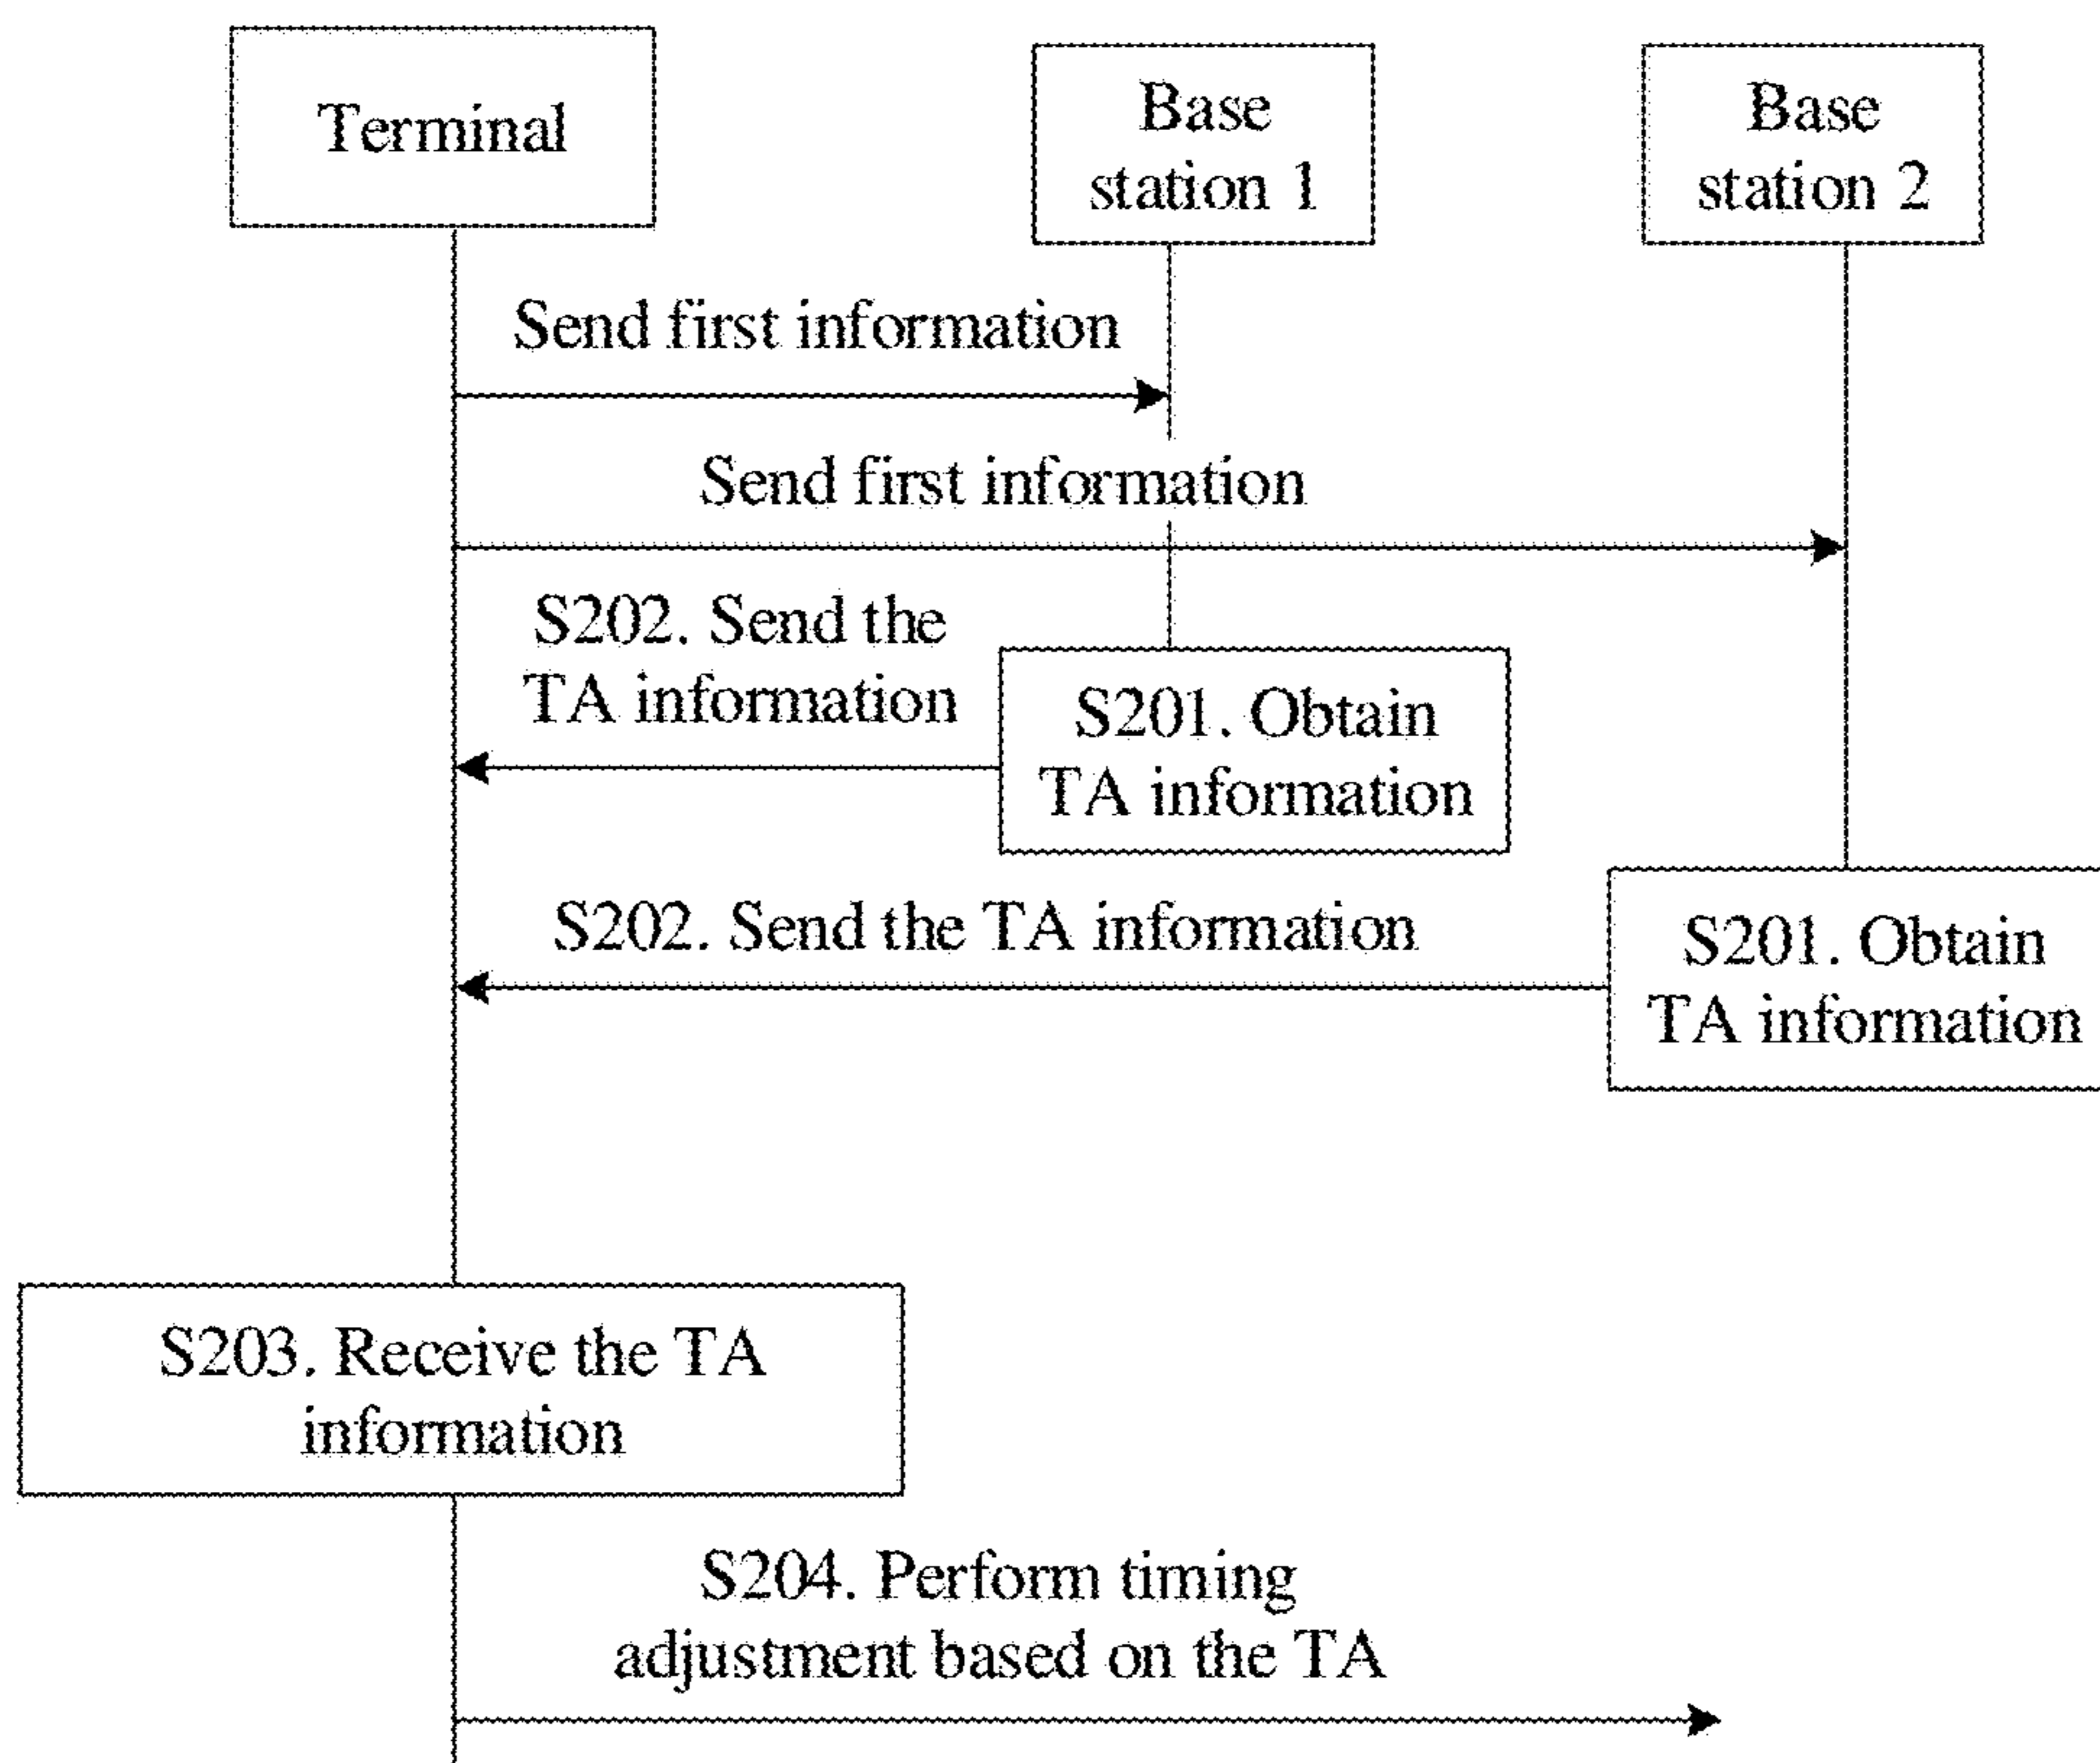 Terminal
Base
station 1
Base
station 2
Send first information
Send first information
S202. Send the
TA information
S201. Obtain
TA information
S202. Send the TA information
S201. Obtain
TA information
S203. Receive the TA
information
S204. Perform timing
adjustment based on the TA